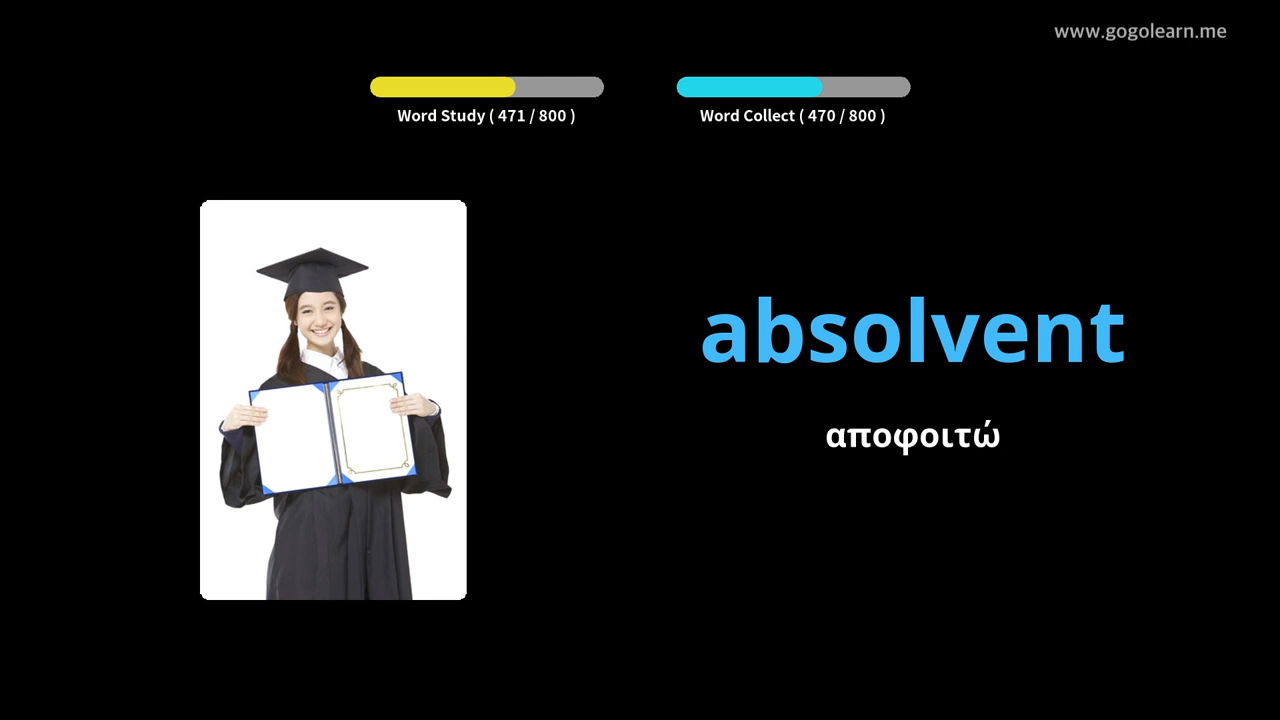 www.gogolearn.me
Word Study ( 471 / 800 )
Word Collect ( 470 / 800 )
absolvent
αποφοιτώ